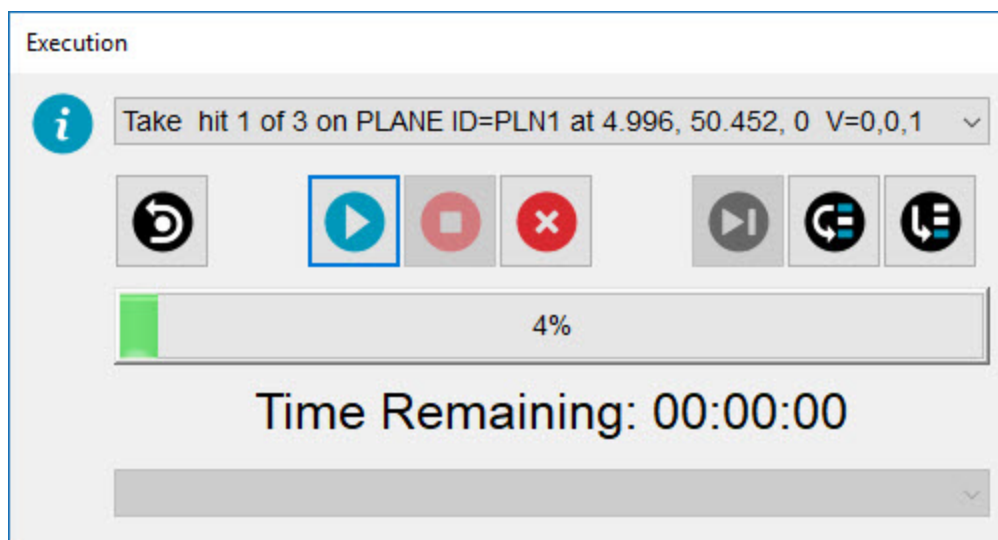 Execution
Take  hit 1 of 3 on PLANE ID=PLN1 at 4.996, 50.452, 0  V=0,0,1
4%
Time Remaining: 00:00:00